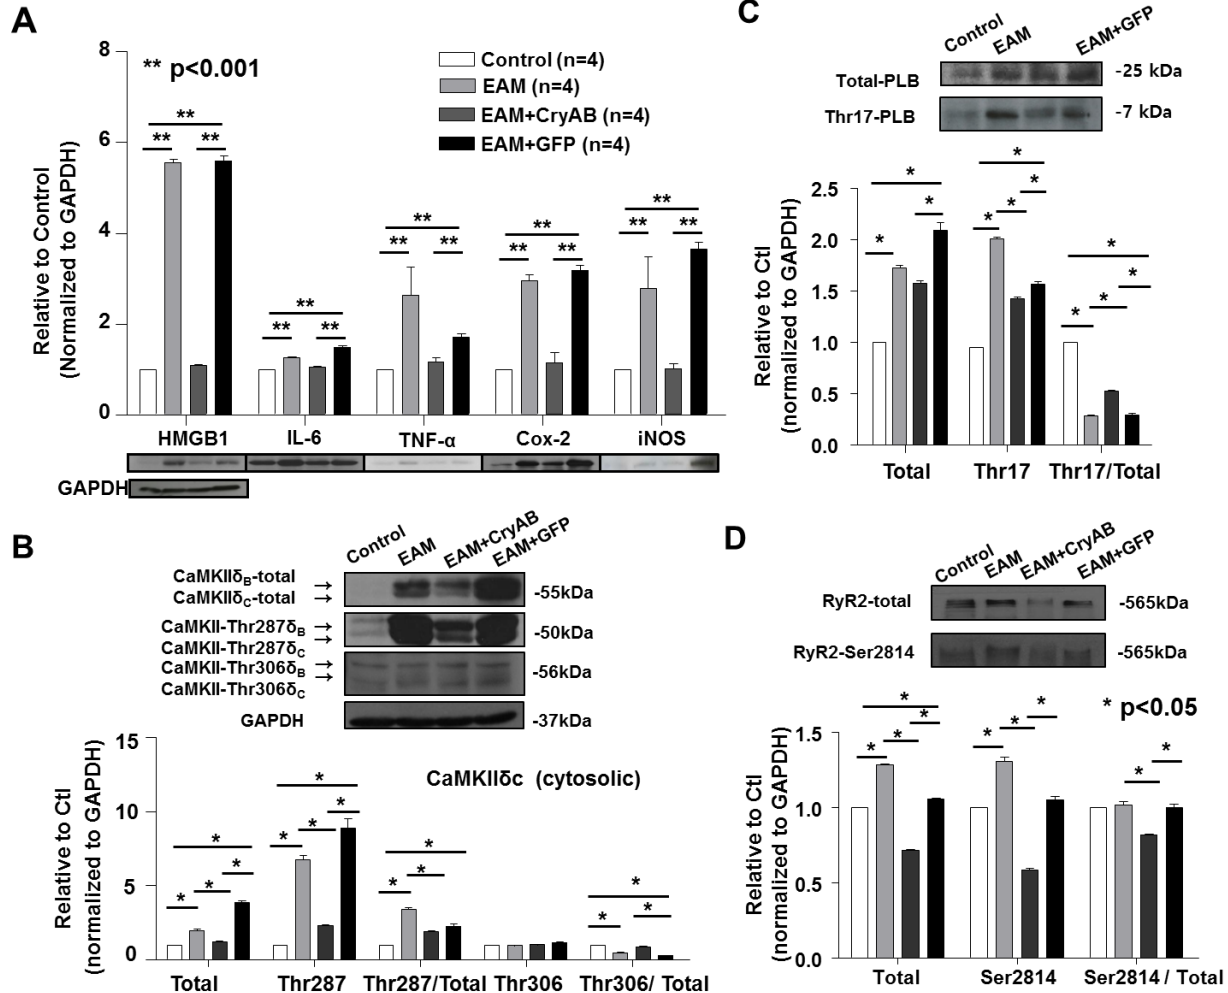 A
8
6
4
2
0
Relative to Control
(Normalized to GAPDH)
** p<0.001
Control (n=4)
EAM (n=4)
EAM+CryAB (n=4)
EAM+GFP (n=4)
** ** **
** ** **
** ** **
** ** **
** ** **
HMGB1 IL-6 TNF-α Cox-2 iNOS
GAPDH
B
Control EAM EAM+CryAB EAM+GFP
CaMKIIδB-total →
CaMKIIδC-total →
-55kDa
CaMKII-Thr287δB →
CaMKII-Thr287δC →
-50kDa
CaMKII-Thr306δB →
CaMKII-Thr306δC →
-56kDa
GAPDH
-37kDa
15
10
5
0
Relative to Ctl
(normalized to GAPDH)
CaMKIIδc (cytosolic)
* * * *
* * * *
* * *
* * *
Total Thr287 Thr287/Total Thr306 Thr306/ Total
C
Control EAM EAM+GFP
Total-PLB -25 kDa
Thr17-PLB -7 kDa
2.5
2.0
1.5
1.0
0.5
0.0
Relative to Ctl
(normalized to GAPDH)
* * *
* * * *
* * * *
Total Thr17 Thr17/Total
D
Control EAM EAM+CryAB EAM+GFP
RyR2-total -565kDa
RyR2-Ser2814 -565kDa
* p<0.05
1.5
1.0
0.5
0.0
Relative to Ctl
(normalized to GAPDH)
* * * *
* * *
* *
Total Ser2814 Ser2814 / Total